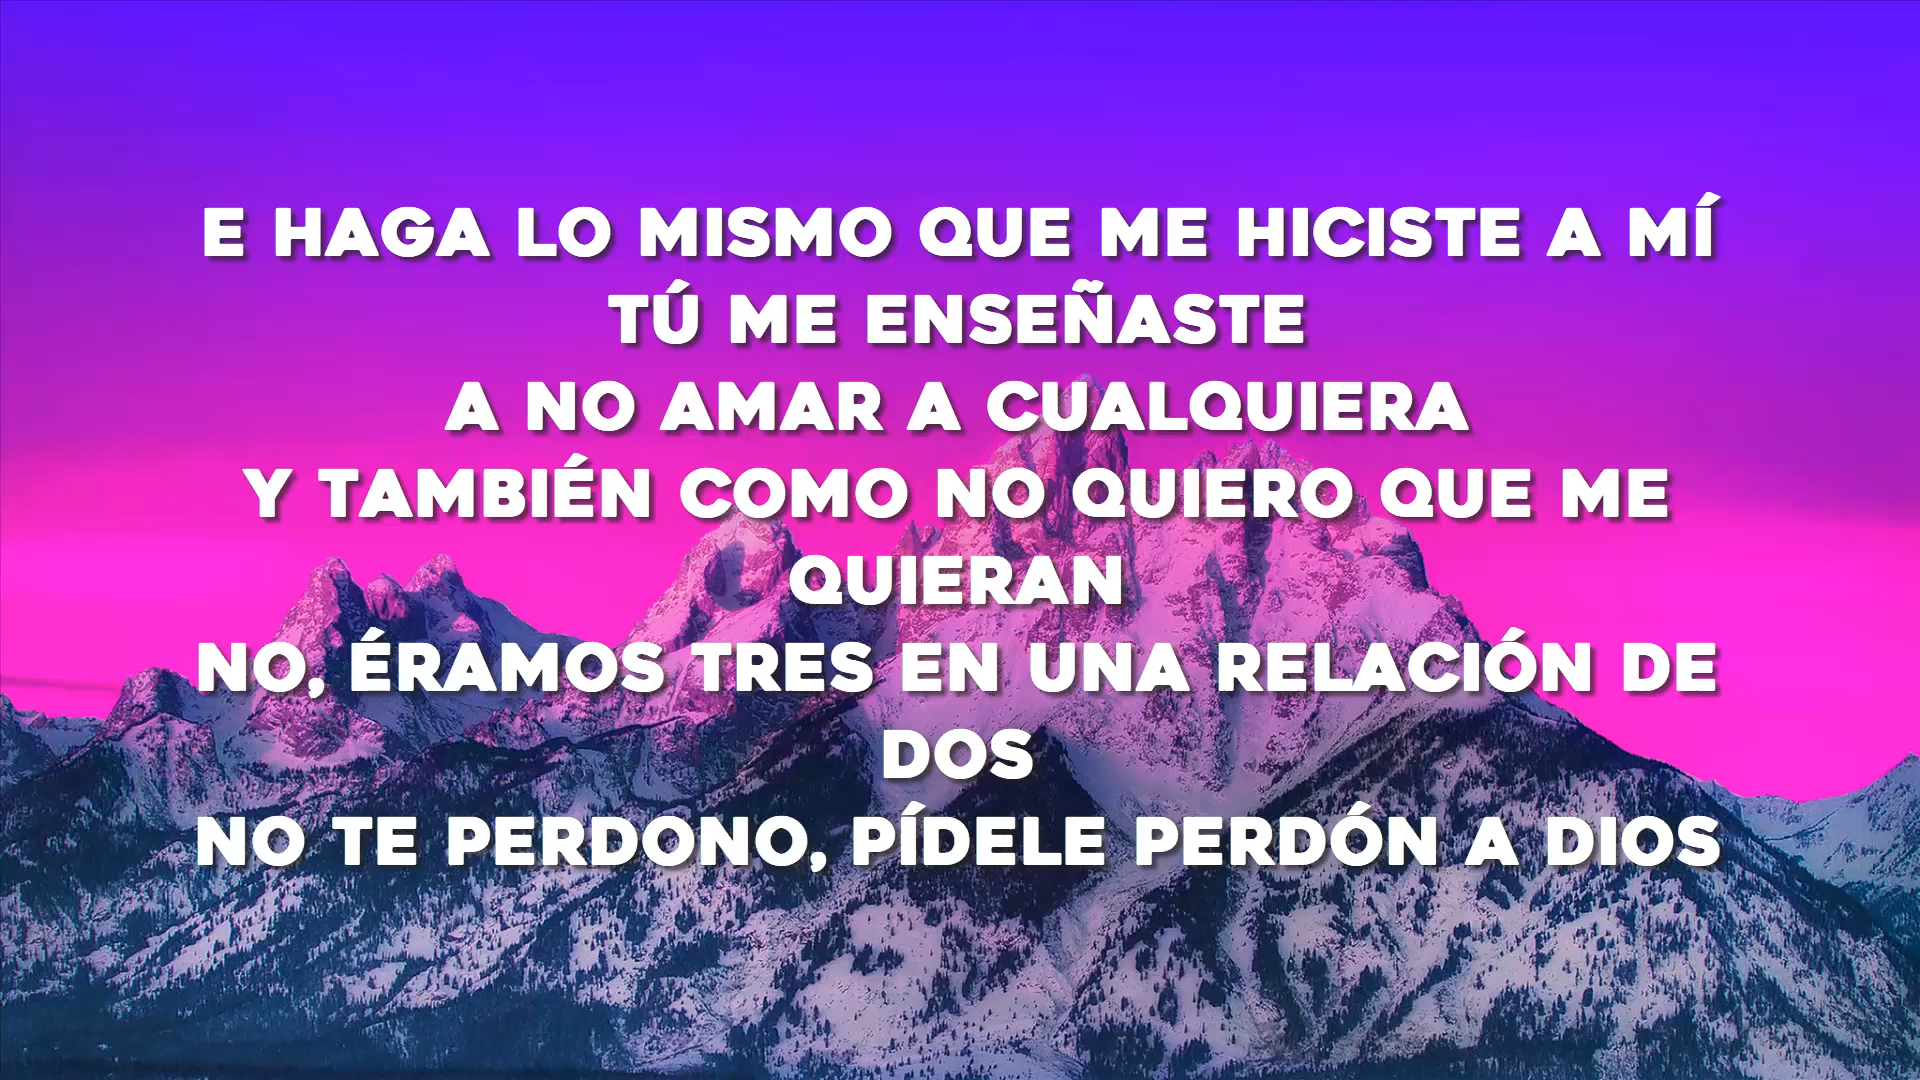 E HAGA LO MISMO QUE ME HICISTE A MÍ
TÚ ME ENSEÑASTE
A NO AMAR A CUALQUIERA
Y TAMBIÉN COMO NO QUIERO QUE ME
QUIERAN
NO, ÉRAMOS TRES EN UNA RELACIÓN DE
DOS
NO TE PERDONO, PÍDELE PERDÓN A DIOS